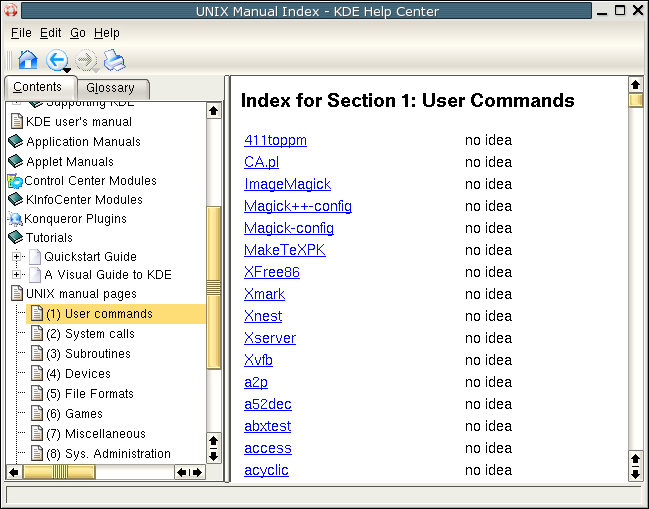 UNIX Manual Index - KDE Help Center
File Edit Go Help
Contents Glossary
Supporting KDE
KDE user's manual
Application Manuals
Applet Manuals
Control Center Modules
KInfoCenter Modules
Konqueror Plugins
Tutorials
Quickstart Guide
A Visual Guide to KDE
UNIX manual pages
(1) User commands
(2) System calls
(3) Subroutines
(4) Devices
(5) File Formats
(6) Games
(7) Miscellaneous
(8) Sys. Administration
Index for Section 1: User Commands
411toppm no idea
CA.pl no idea
ImageMagick no idea
Magick++-config no idea
Magick-config no idea
MakeTeXPK no idea
XFree86 no idea
Xmark no idea
Xnest no idea
Xserver no idea
Xvfb no idea
a2p no idea
a52dec no idea
abxtest no idea
access no idea
acyclic no idea